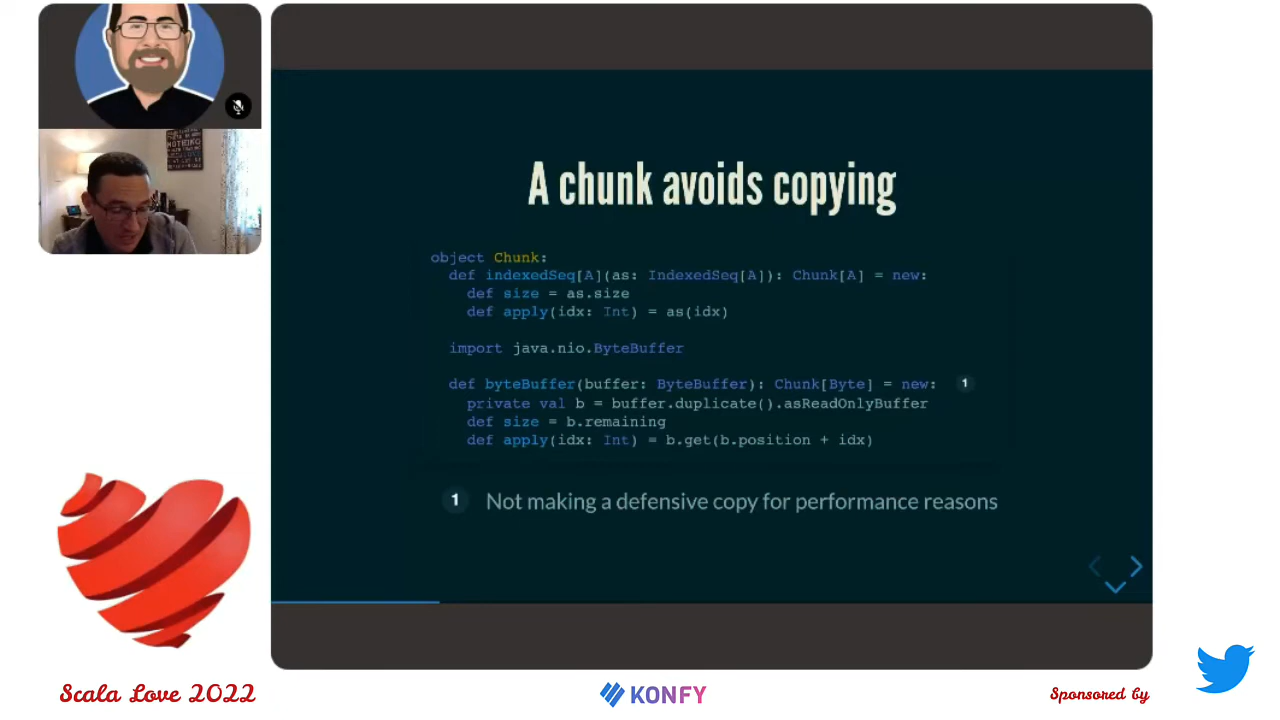 A chunk avoids copying
object Chunk:
def indexedSeq[A](as: IndexedSeq[A]): Chunk[A] = new:
def size = as.size
def apply(idx: Int) = as(idx)
import java.nio.ByteBuffer
def byteBuffer(buffer: ByteBuffer): Chunk[Byte] = new: 1
private val b = buffer.duplicate().asReadOnlyBuffer
def size = b.remaining
def apply(idx: Int) = b.get(b.position + idx)
1 Not making a defensive copy for performance reasons
Scala Love 2022
KONFY
Sponsored by